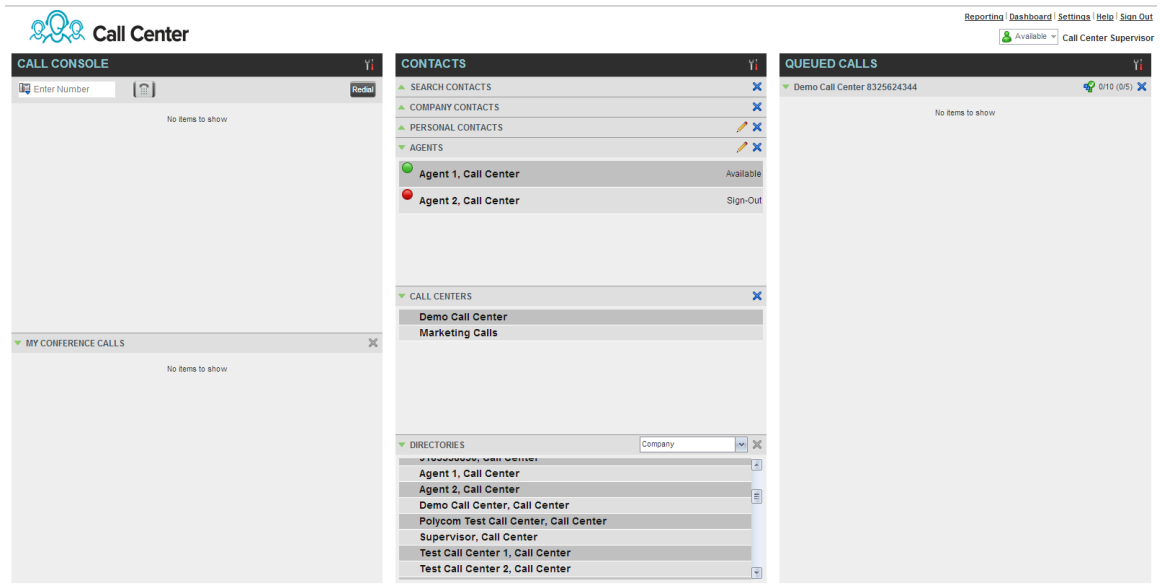 Reporting | Dashboard | Settings | Help | Sign Out
Call Center
Available
Call Center Supervisor
CALL CONSOLE
Enter Number
Redial
No items to show
MY CONFERENCE CALLS
No items to show
CONTACTS
SEARCH CONTACTS
COMPANY CONTACTS
PERSONAL CONTACTS
AGENTS
Agent 1, Call Center Available
Agent 2, Call Center Sign-Out
CALL CENTERS
Demo Call Center
Marketing Calls
DIRECTORIES Company
Call Center
Agent 1, Call Center
Agent 2, Call Center
Demo Call Center, Call Center
Polycom Test Call Center, Call Center
Supervisor, Call Center
Test Call Center 1, Call Center
Test Call Center 2, Call Center
QUEUED CALLS
Demo Call Center 8325624344 0/10 (0/5)
No items to show